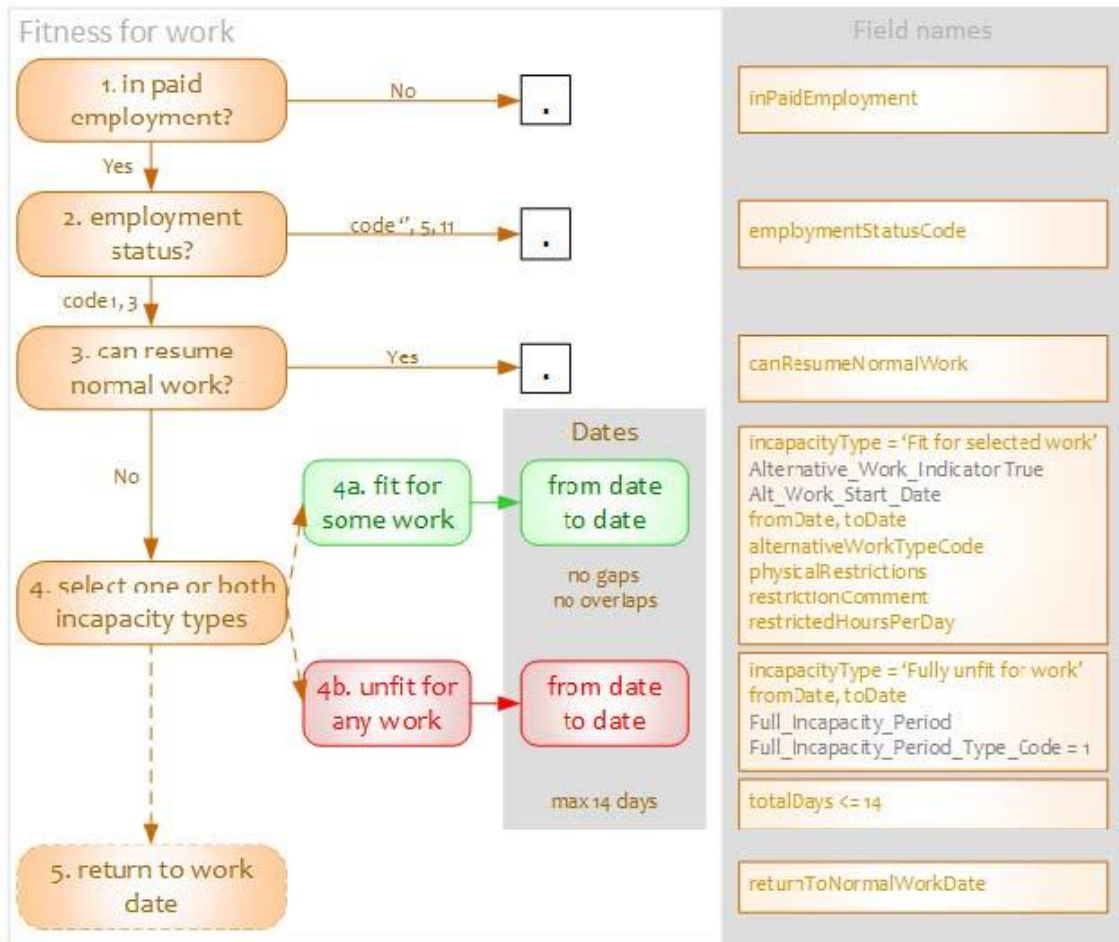 Fitness for work
Field names
1. in paid
employment?
No
.
inPaidEmployment
Yes
2. employment
status?
code '', 5, 11
.
employmentStatusCode
code 1, 3
3. can resume
normal work?
Yes
.
canResumeNormalWork
No
Dates
4a. fit for
some work
from date
to date
no gaps
no overlaps
incapacityType = ‘Fit for selected work’
Alternative_Work_Indicator True
Alt_Work_Start_Date
fromDate, toDate
alternativeWorkTypeCode
physicalRestrictions
restrictionComment
restrictedHoursPerDay
4. select one or both
incapacity types
4b. unfit for
any work
from date
to date
incapacityType = ‘Fully unfit for work’
fromDate, toDate
Full_Incapacity_Period
Full_Incapacity_Period_Type_Code = 1
max 14 days
totalDays <= 14
5. return to work
date
returnToNormalWorkDate